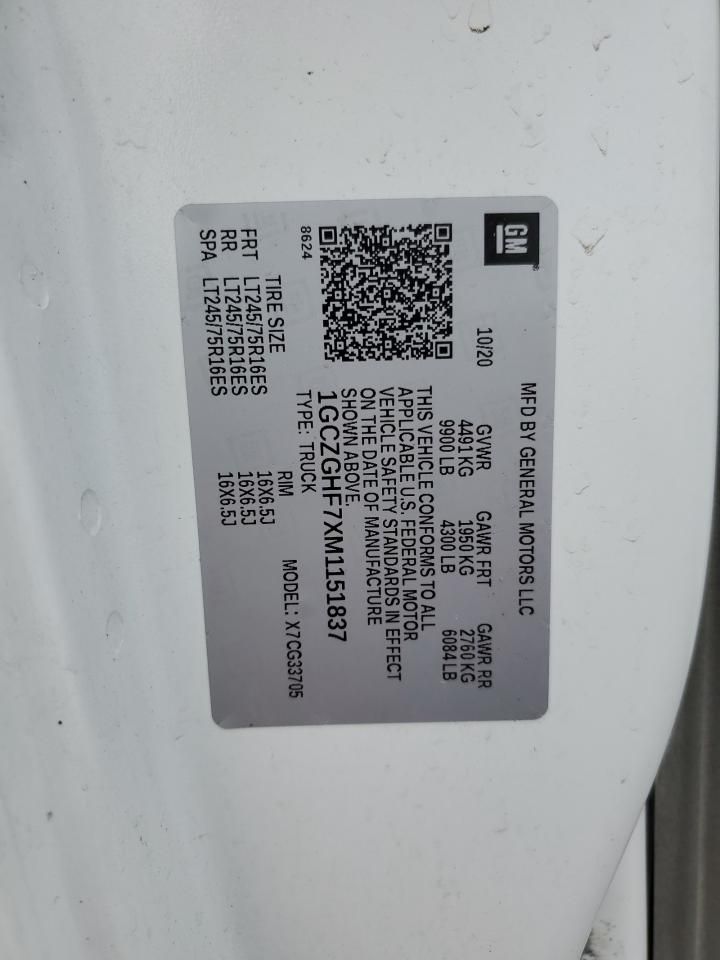 GM
MFD BY GENERAL MOTORS LLC
10/20 GVWR GAWR FRT GAWR RR
4491 KG 1950 KG 2760 KG
9900 LB 4300 LB 6084 LB
THIS VEHICLE CONFORMS TO ALL
APPLICABLE U.S. FEDERAL MOTOR
VEHICLE SAFETY STANDARDS IN EFFECT
ON THE DATE OF MANUFACTURE
SHOWN ABOVE.
1GCZGHF7XM1151837
8624 TYPE: TRUCK MODEL: X7CG33705
TIRE SIZE RIM
FRT LT245/75R16ES 16X6.5J
RR LT245/75R16ES 16X6.5J
SPA LT245/75R16ES 16X6.5J